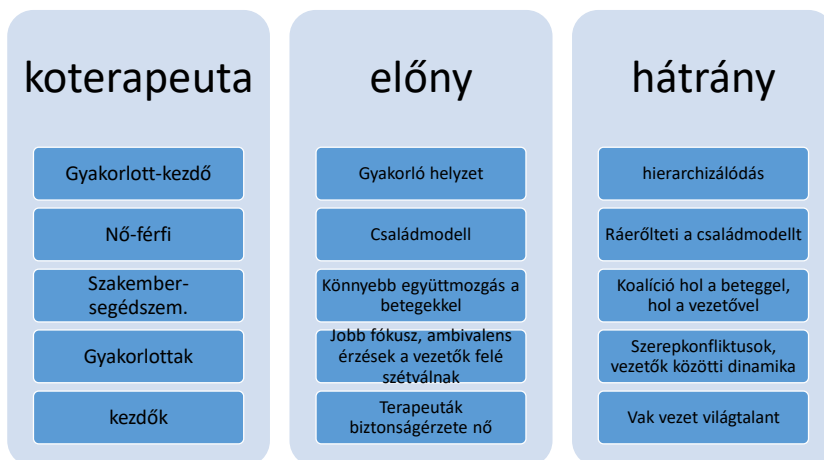 koterapeuta
Gyakorlott-kezdő
Nő-férfi
Szakember-
segédszem.
Gyakorlottak
kezdők
előny
Gyakorló helyzet
Családmodell
Könnyebb együttmozgás a
betegekkel
Jobb fókusz, ambivalens
érzések a vezetők felé
szétválnak
Terapeuták
biztonságérzete nő
hátrány
hierarchizálódás
Ráerőlteti a családmodellt
Koalíció hol a beteggel,
hol a vezetővel
Szerepkonfliktusok,
vezetők közötti dinamika
Vak vezet világtalant